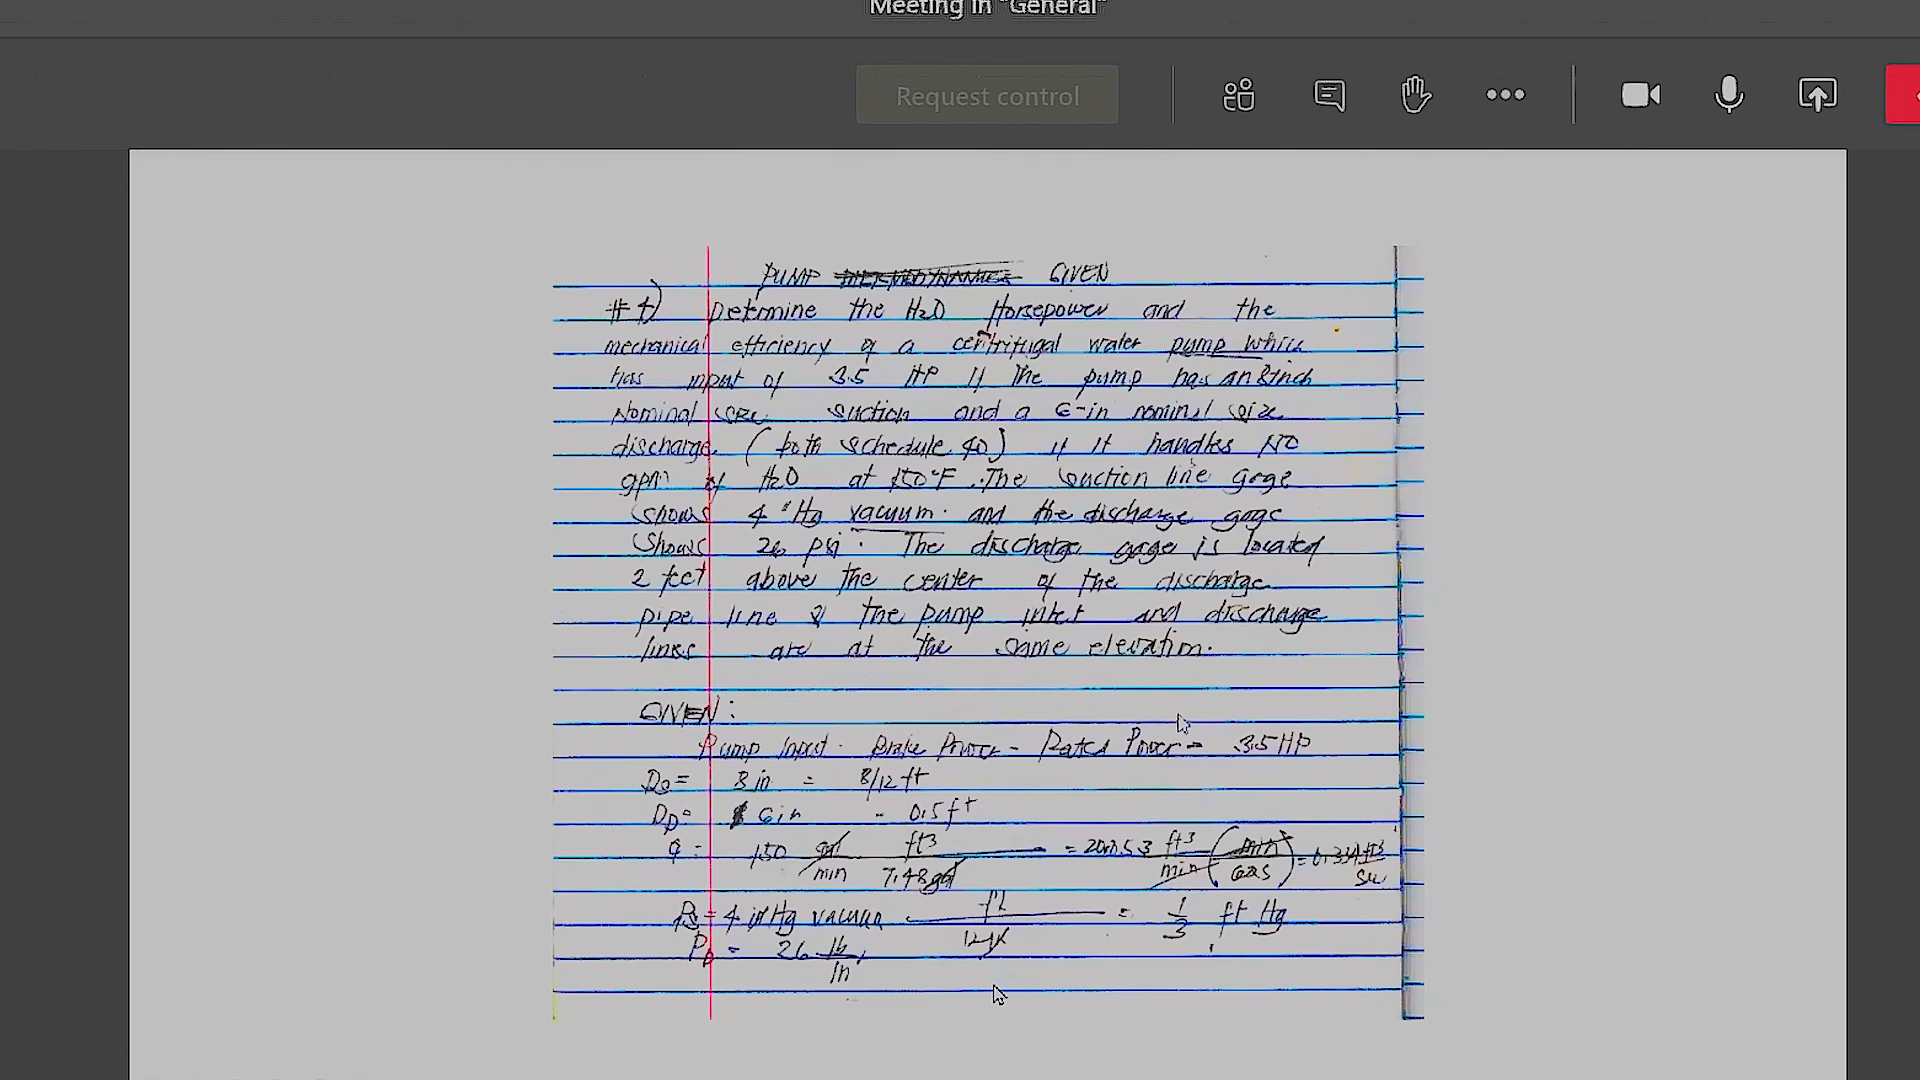 Meeting in "General"
Request control
PUMP THERMODYNAMICS GIVEN
#4) Determine the H2O Horsepower and the
mechanical efficiency of a centrifugal water pump which
has input of 3.5 HP if the pump has an 8 inch
Nominal size suction and a 6-in nominal size
discharge (both schedule 40) if it handles 150
gpm of H2O at 150°F. The suction line gage
shows 4 "Hg vacuum. and the discharge gage
shows 26 psi. The discharge gage is located
2 feet above the center of the discharge
pipe line & the pump inlet and discharge
lines are at the same elevation.
GIVEN:
Pump Input - Brake Power - Rated Power = 3.5 HP
Ds = 8 in = 8/12 ft
DD = 6 in - 0.5 ft
q = 150 gal/min ft3/7.48 gal = ft3/min (min/60s) =
Ps = 4 in Hg vacuum ft/12 in = 1/3 ft Hg
PD = 26 lb/in